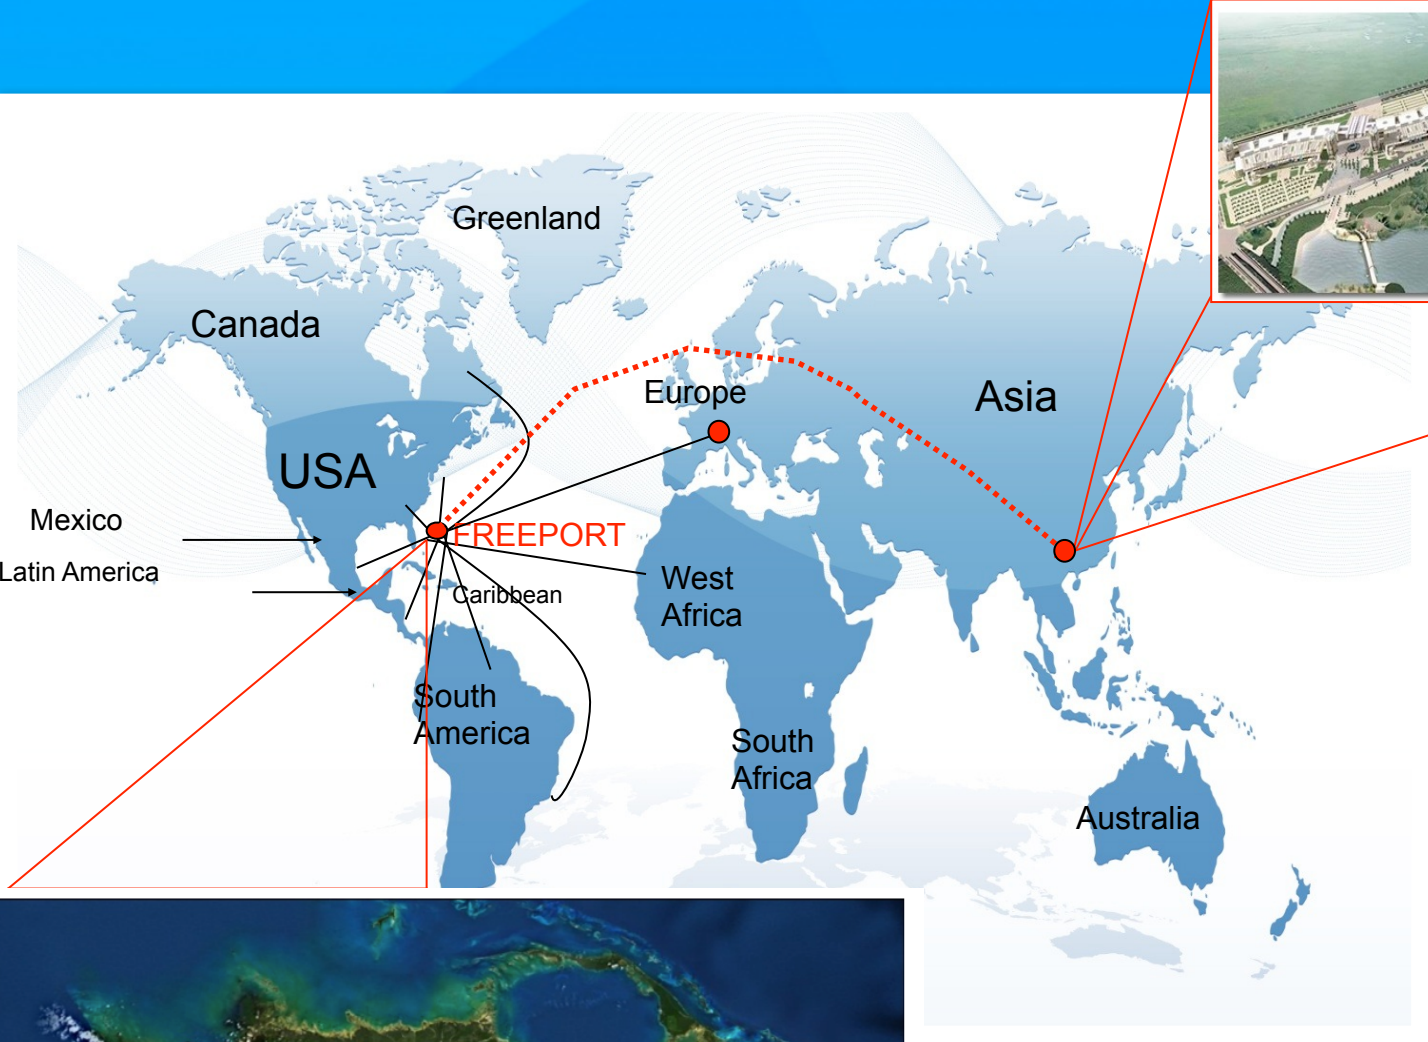 Greenland
Canada
Europe
Asia
USA
Mexico
FREEPORT
Latin America
West
Africa
Caribbean
South
America
South
Africa
Australia